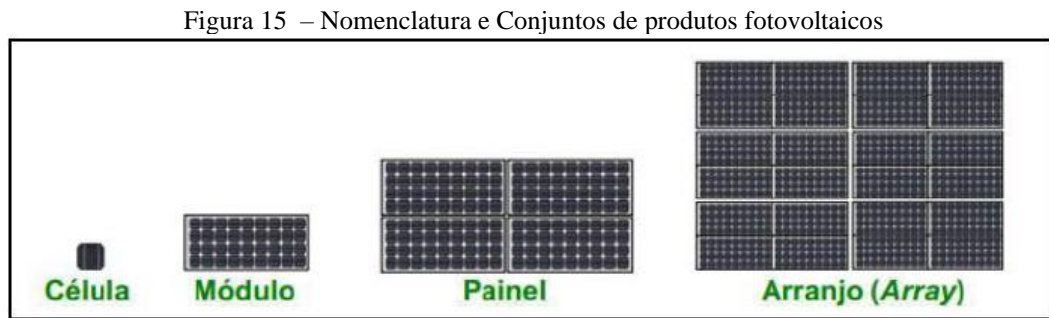 Figura 15 – Nomenclatura e Conjuntos de produtos fotovoltaicos
Célula Módulo Painel Arranjo (Array)